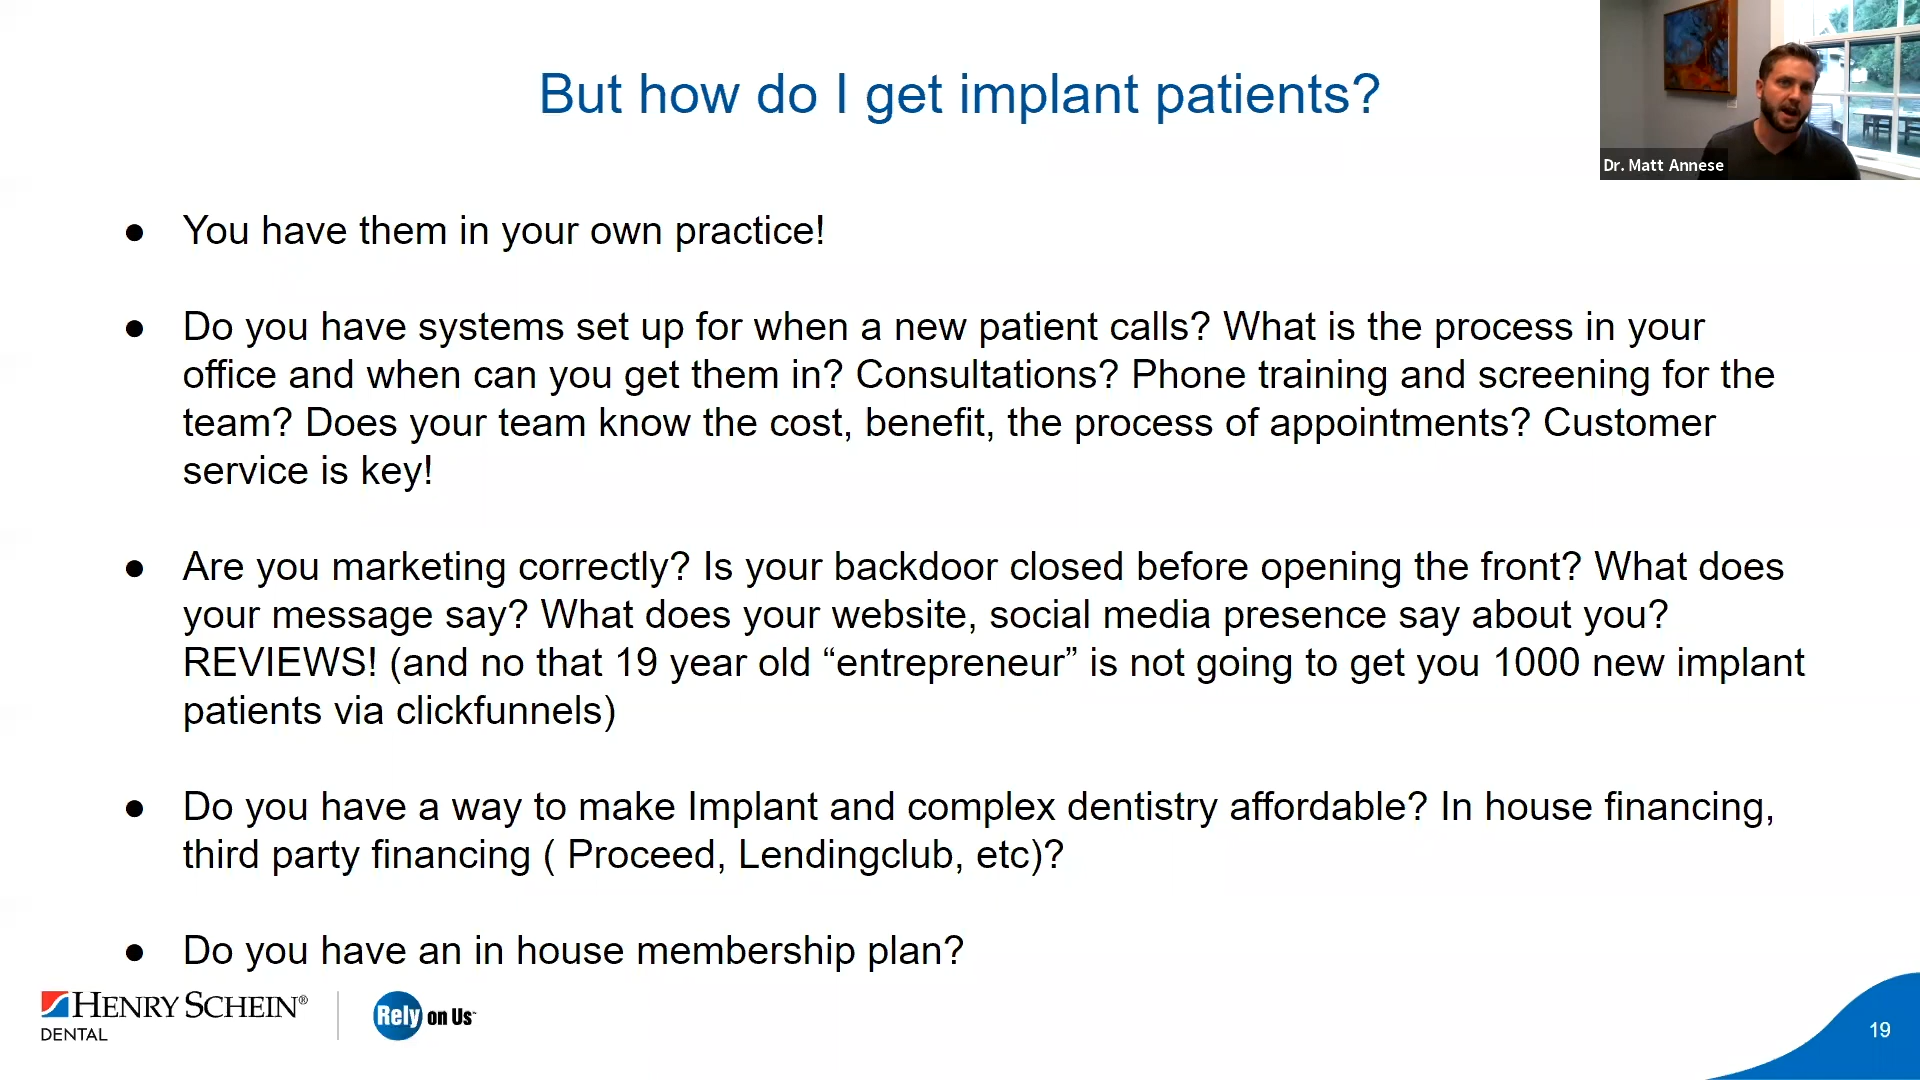 But how do I get implant patients?
Dr. Matt Annese
● You have them in your own practice!
● Do you have systems set up for when a new patient calls? What is the process in your
office and when can you get them in? Consultations? Phone training and screening for the
team? Does your team know the cost, benefit, the process of appointments? Customer
service is key!
● Are you marketing correctly? Is your backdoor closed before opening the front? What does
your message say? What does your website, social media presence say about you?
REVIEWS! (and no that 19 year old “entrepreneur” is not going to get you 1000 new implant
patients via clickfunnels)
● Do you have a way to make Implant and complex dentistry affordable? In house financing,
third party financing ( Proceed, Lendingclub, etc)?
● Do you have an in house membership plan?
HENRY SCHEIN®
DENTAL
Rely on Us™
19